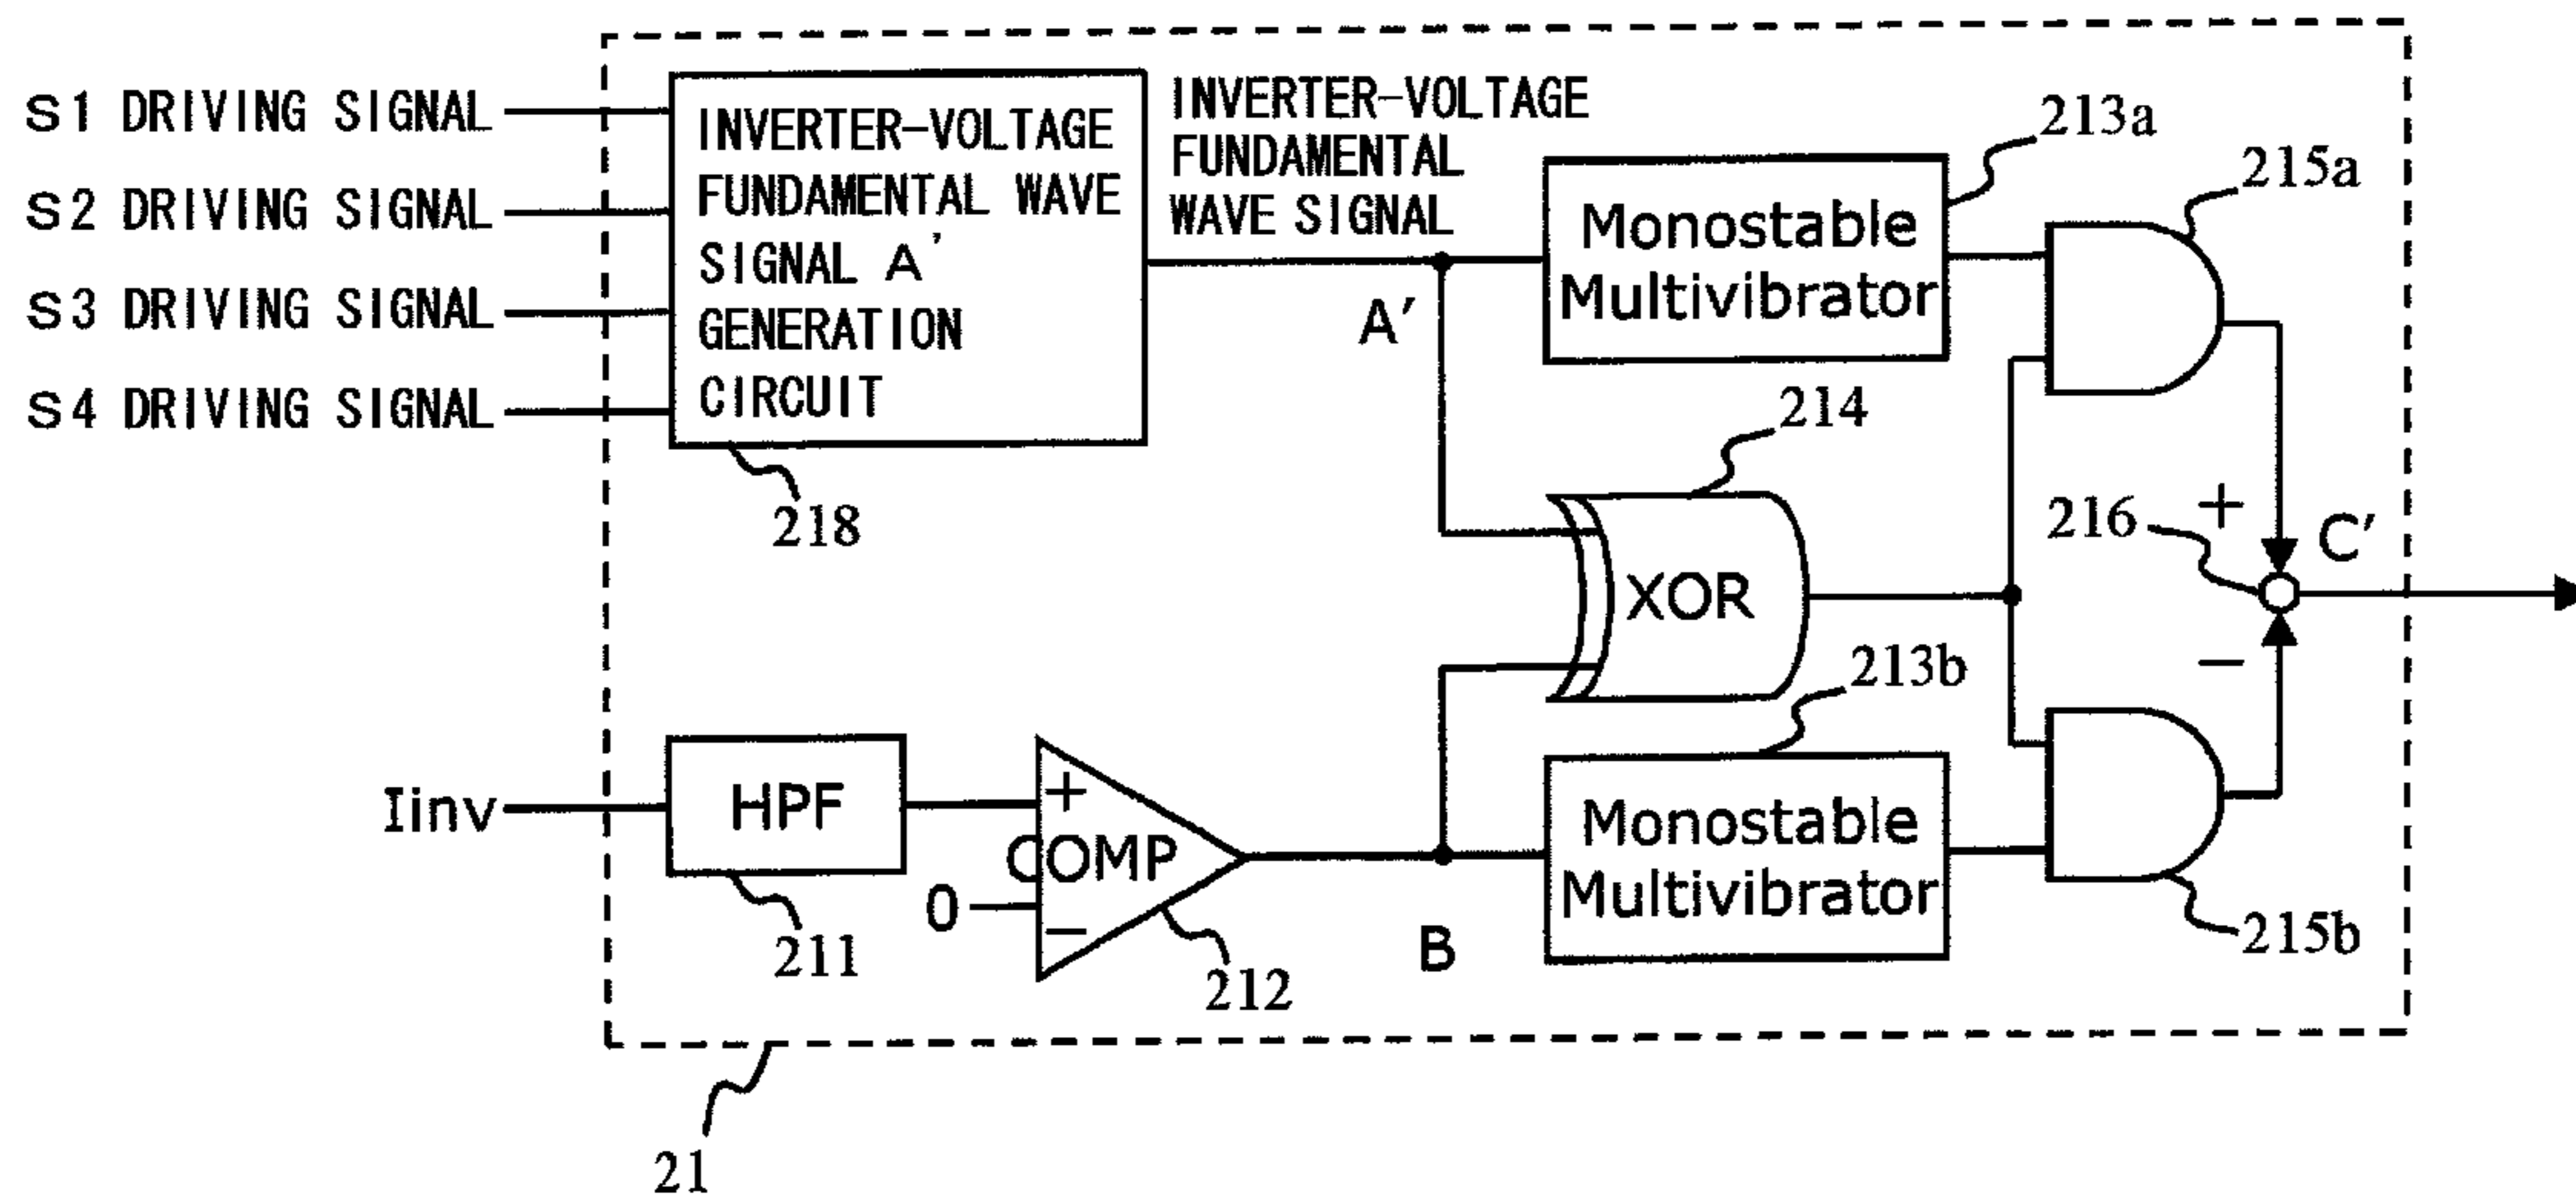 S1 DRIVING SIGNAL
S2 DRIVING SIGNAL
S3 DRIVING SIGNAL
S4 DRIVING SIGNAL
INVERTER-VOLTAGE
FUNDAMENTAL WAVE
SIGNAL A'
GENERATION
CIRCUIT
218
INVERTER-VOLTAGE
FUNDAMENTAL
WAVE SIGNAL
A'
Monostable
Multivibrator
213a
215a
214
XOR
216
+
C'
−
213b
Iinv
HPF
211
+
COMP
0
−
212
B
Monostable
Multivibrator
215b
21